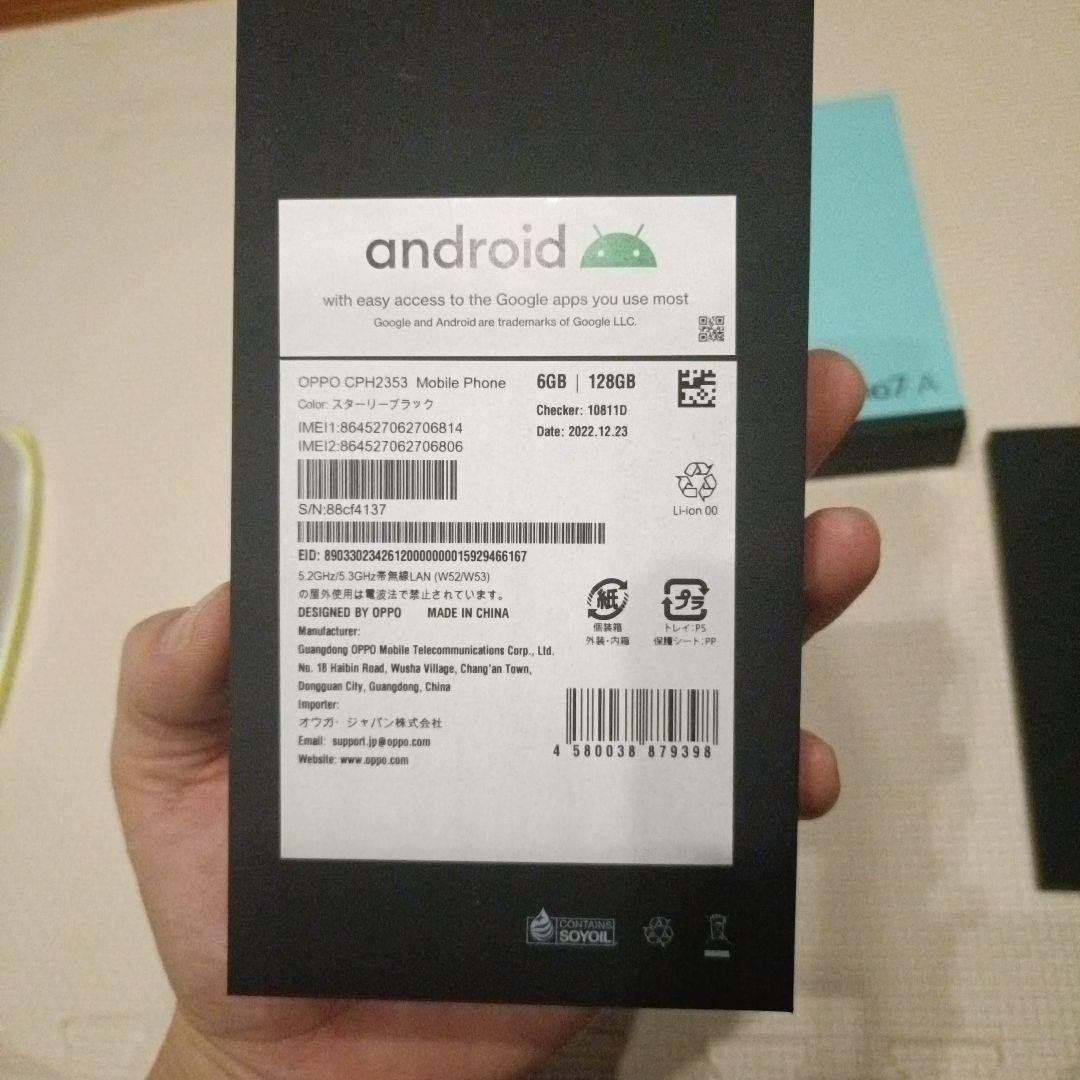 android
with easy access to the Google apps you use most
Google and Android are trademarks of Google LLC.
OPPO CPH2353 Mobile Phone
6GB | 128GB
Color: スターリーブラック
Checker: 10811D
IMEI1:864527062706814
Date: 2022.12.23
IMEI2:864527062706806
Li-ion 00
S/N:88cf4137
EID: 89033023426120000000015929466167
5.2GHz/5.3GHz帯無線LAN (W52/W53)
の屋外使用は電波法で禁止されています。
DESIGNED BY OPPO MADE IN CHINA
紙
個装箱
外装・内箱
プラ
トレイ:PS
保護シート:PP
Manufacturer:
Guangdong OPPO Mobile Telecommunications Corp., Ltd.
No. 18 Haibin Road, Wusha Village, Chang'an Town,
Dongguan City, Guangdong, China
Importer:
オウガ・ジャパン株式会社
Email: support.jp@oppo.com
Website: www.oppo.com
4 580038 879398
CONTAINS
SOYOIL
o7 A